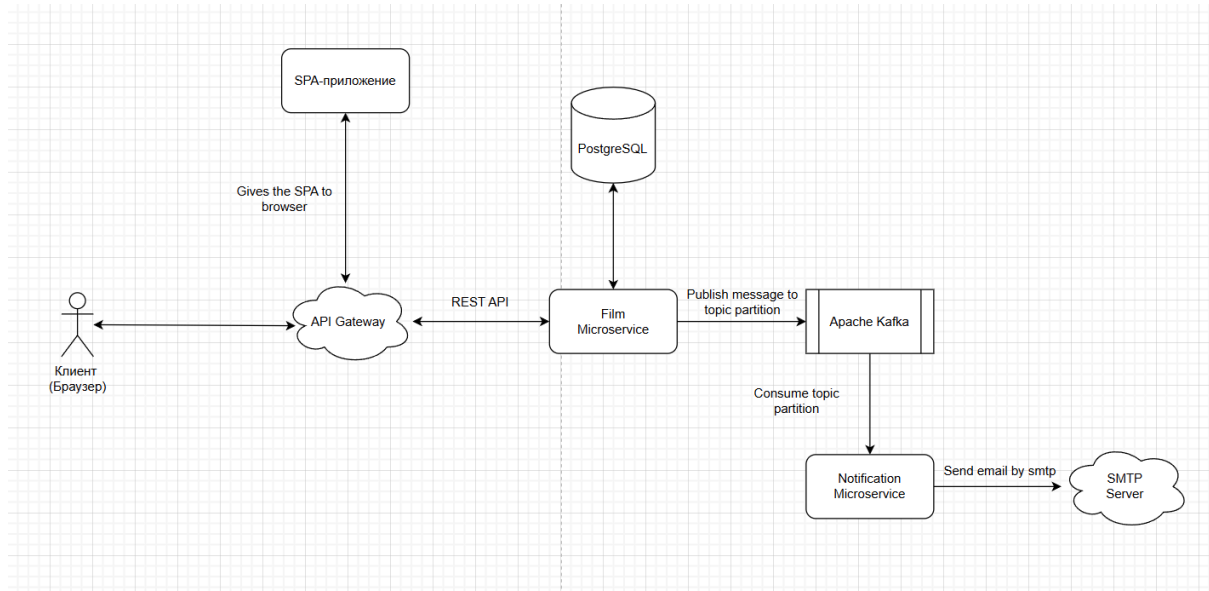 SPA-приложение
PostgreSQL
Gives the SPA to
browser
REST API
Publish message to
topic partition
API Gateway
Film
Microservice
Apache Kafka
Клиент
(Браузер)
Consume topic
partition
Notification
Microservice
Send email by smtp
SMTP
Server